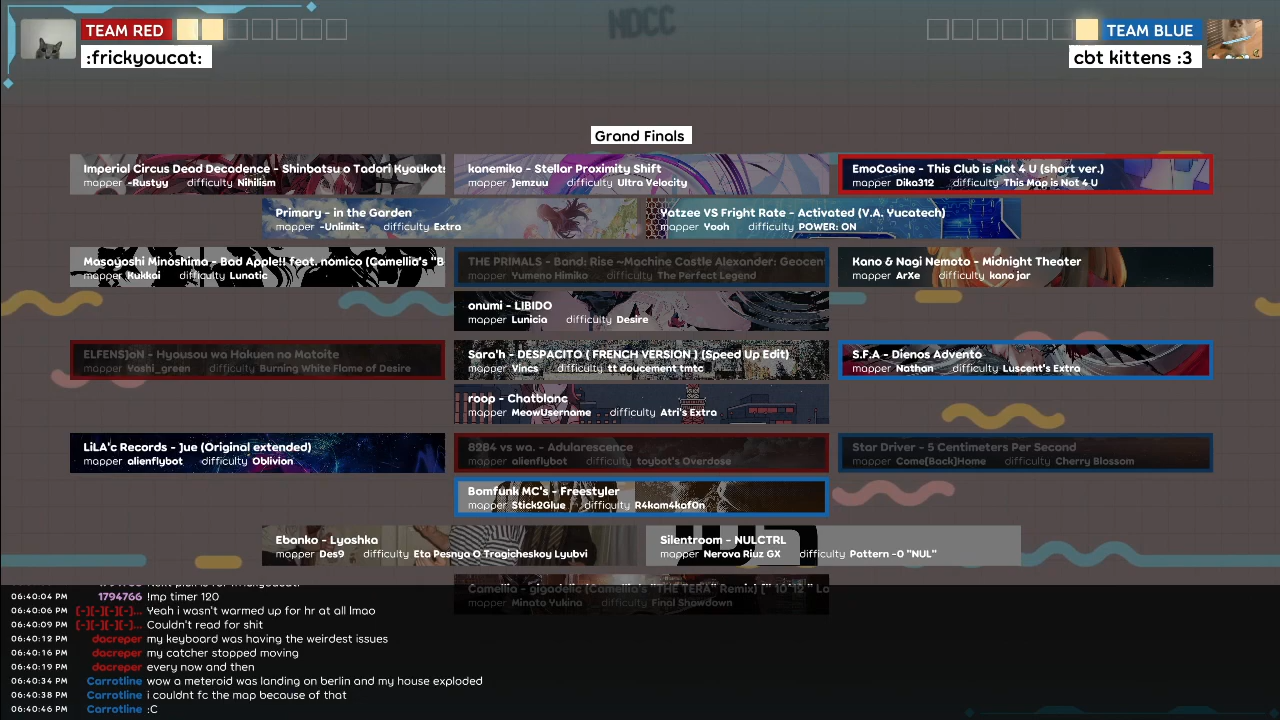 NDCC
TEAM RED
TEAM BLUE
:frickyoucat:
cbt kittens :3
Grand Finals
Imperial Circus Dead Decadence - Shinbatsu o Tadori Kyoukots
mapper -Rustyy difficulty Nihilism
kanemiko - Stellar Proximity Shift
mapper Jemzuu difficulty Ultra Velocity
EmoCosine - This Club is Not 4 U (short ver.)
mapper Dika312 difficulty This Map is Not 4 U
Primary - in the Garden
mapper -Unlimit- difficulty Extra
Yatzee VS Fright Rate - Activated (V.A. Yucatech)
mapper Yooh difficulty POWER: ON
Masayoshi Minoshima - Bad Apple!! feat. nomico (Camellia's "B
mapper Kukkai difficulty Lunatic
THE PRIMALS - Band: Rise ~Machine Castle Alexander: Geocent
mapper Yumeno Himiko difficulty The Perfect Legend
Kano & Nagi Nemoto - Midnight Theater
mapper ArXe difficulty kano jar
onumi - LIBIDO
mapper Lunicia difficulty Desire
ELFENSJoN - Hyousou wa Hakuen no Matoite
mapper Yoshi_green difficulty Burning White Flame of Desire
Sara'h - DESPACITO ( FRENCH VERSION ) (Speed Up Edit)
mapper Vincs difficulty tt doucement tmtc
S.F.A - Dienos Advento
mapper Nathan difficulty Luscent's Extra
roop - Chatblanc
mapper MeowUsername difficulty Atri's Extra
LiLA'c Records - Jue (Original extended)
mapper alienflybot difficulty Oblivion
8284 vs wa. - Adularescence
mapper alienflybot difficulty toybot's Overdose
Star Driver - 5 Centimeters Per Second
mapper Come[Back]Home difficulty Cherry Blossom
Bomfunk MC's - Freestyler
mapper Stick2Glue difficulty R4kam4kaf0n
Ebanko - Lyoshka
mapper Des9 difficulty Eta Pesnya O Tragicheskoy Lyubvi
Silentroom - NULCTRL
mapper Nerova Riuz GX difficulty Pattern -0 "NUL"
Camellia - gigadelic (Camellia's "THE TERA" Remix) ["*10^12*" Lo
mapper Minato Yukina difficulty Final Showdown
06:40:04 PM 1794766 !mp timer 120
06:40:06 PM [-][-][-][-]... Yeah i wasn't warmed up for hr at all lmao
06:40:09 PM [-][-][-][-]... Couldn't read for shit
06:40:12 PM dacreper my keyboard was having the weirdest issues
06:40:16 PM dacreper my catcher stopped moving
06:40:19 PM dacreper every now and then
06:40:34 PM Carrotline wow a meteroid was landing on berlin and my house exploded
06:40:38 PM Carrotline i couldnt fc the map because of that
06:40:46 PM Carrotline :C